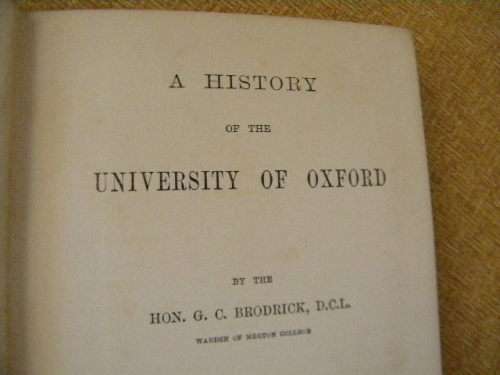 A HISTORY
OF THE
UNIVERSITY OF OXFORD
BY THE
HON. G. C. BRODRICK, D.C.L.
WARDEN OF MERTON COLLEGE